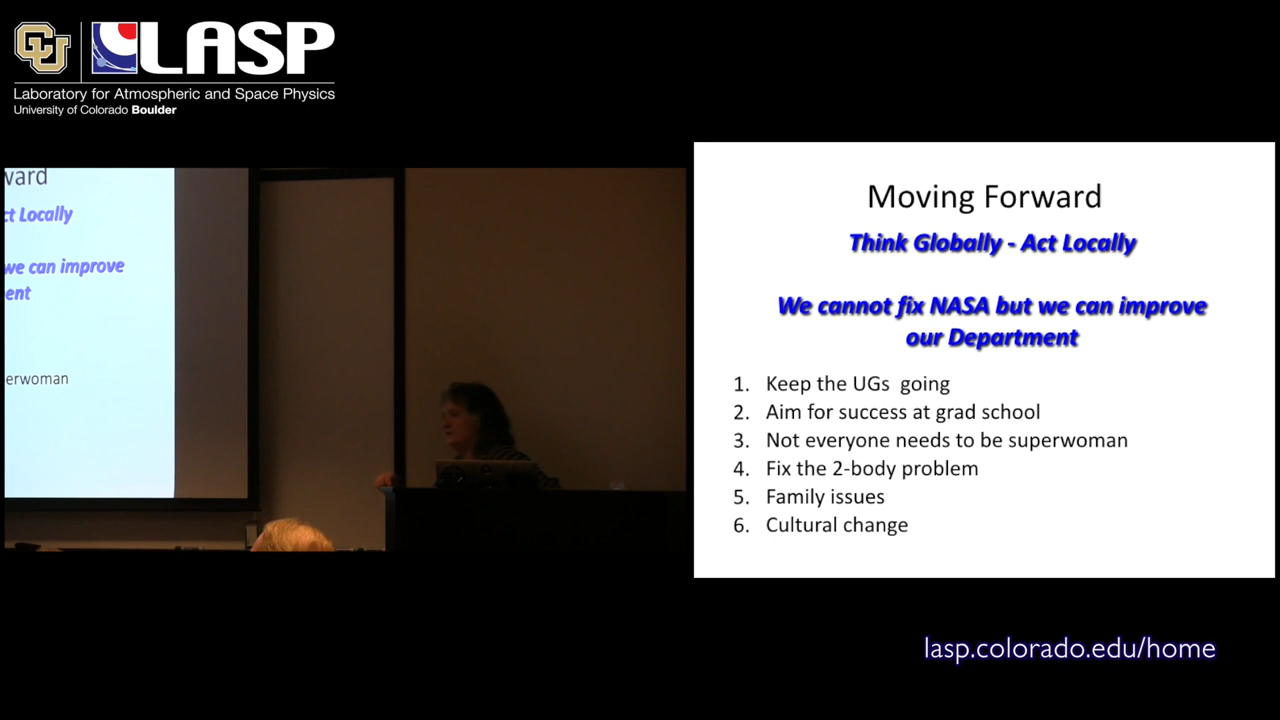 CU
LASP
Laboratory for Atmospheric and Space Physics
University of Colorado Boulder
ward
ct Locally
we can improve
ent
erwoman
Moving Forward
Think Globally - Act Locally
We cannot fix NASA but we can improve
our Department
1. Keep the UGs going
2. Aim for success at grad school
3. Not everyone needs to be superwoman
4. Fix the 2-body problem
5. Family issues
6. Cultural change
lasp.colorado.edu/home